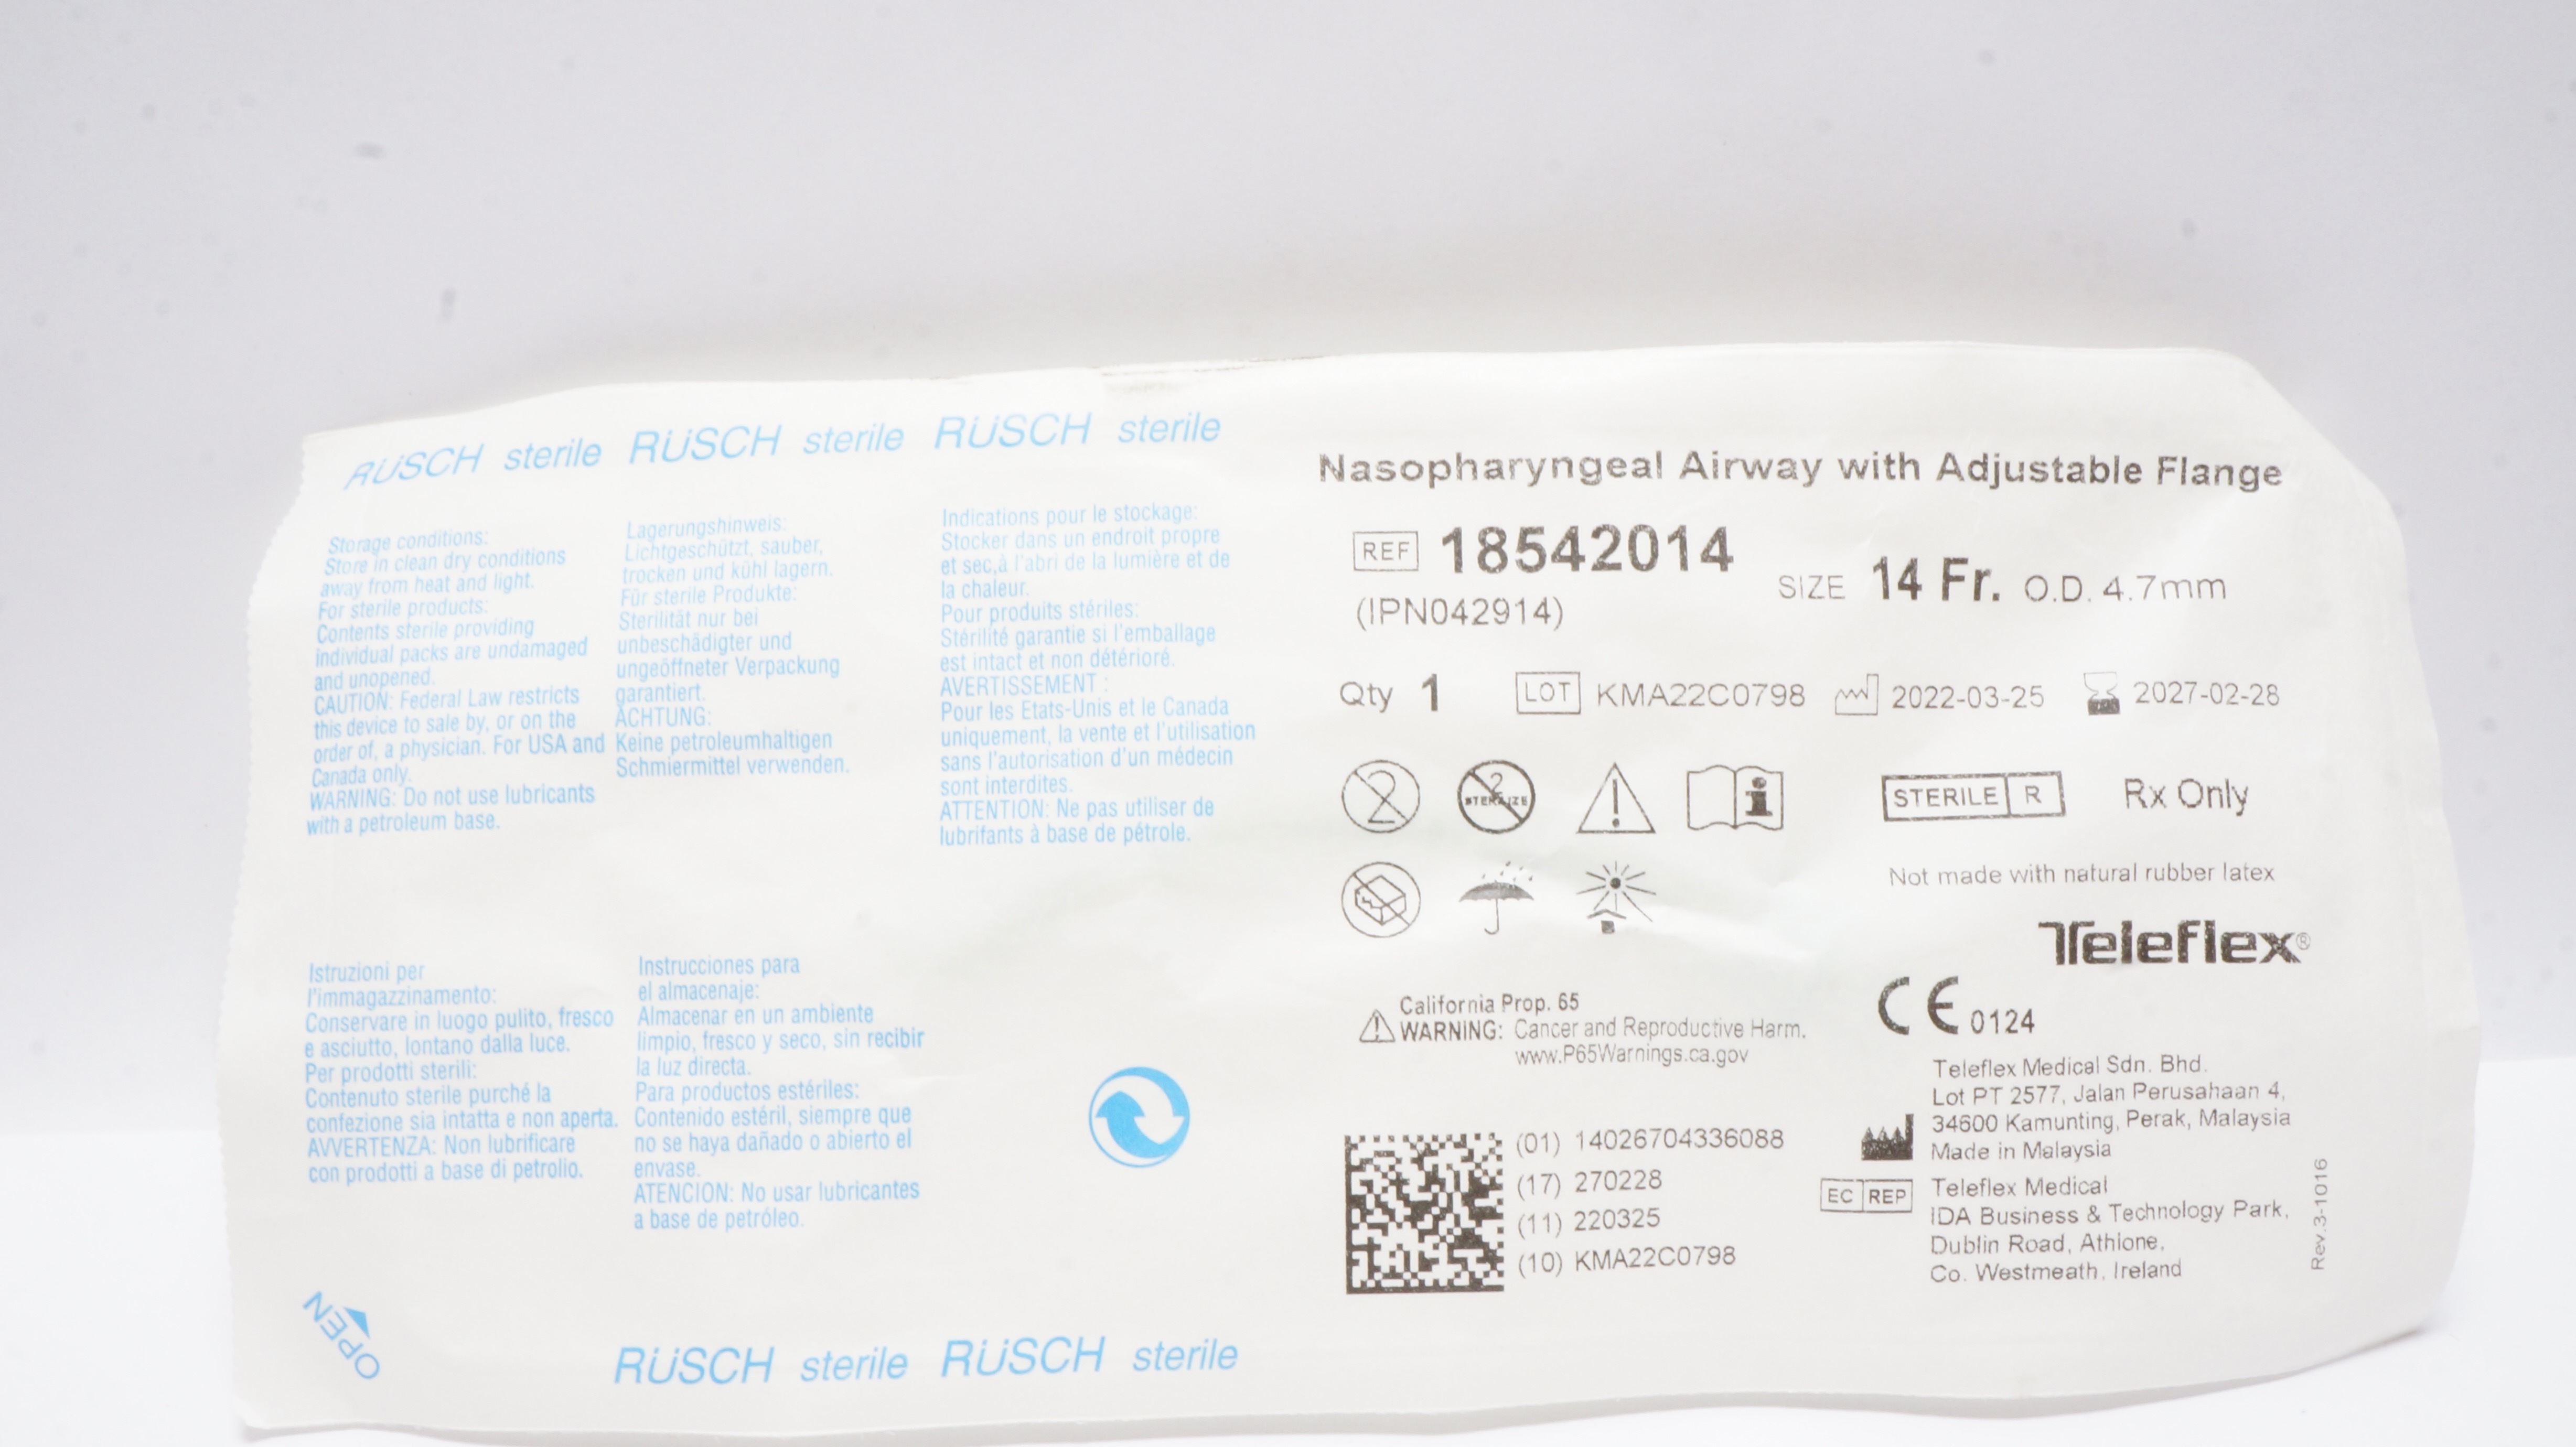 RÜSCH sterile RÜSCH sterile RÜSCH sterile
Storage conditions:
Store in clean dry conditions
away from heat and light.
For sterile products:
Contents sterile providing
individual packs are undamaged
and unopened.
CAUTION: Federal Law restricts
this device to sale by, or on the
order of, a physician. For USA and
Canada only.
WARNING: Do not use lubricants
with a petroleum base.
Lagerungshinweis:
Lichtgeschützt, sauber,
trocken und kühl lagern.
Für sterile Produkte:
Sterilität nur bei
unbeschädigter und
ungeöffneter Verpackung
garantiert.
ACHTUNG:
Keine petroleumhaltigen
Schmiermittel verwenden.
Indications pour le stockage:
Stocker dans un endroit propre
et sec,à l'abri de la lumière et de
la chaleur.
Pour produits stériles:
Stérilité garantie si l'emballage
est intact et non détérioré.
AVERTISSEMENT :
Pour les Etats-Unis et le Canada
uniquement, la vente et l'utilisation
sans l'autorisation d'un médecin
sont interdites.
ATTENTION: Ne pas utiliser de
lubrifants à base de pétrole.
Istruzioni per
l'immagazzinamento:
Conservare in luogo pulito, fresco
e asciutto, lontano dalla luce.
Per prodotti sterili:
Contenuto sterile purché la
confezione sia intatta e non aperta.
AVVERTENZA: Non lubrificare
con prodotti a base di petrolio.
Instrucciones para
el almacenaje:
Almacenar en un ambiente
limpio, fresco y seco, sin recibir
la luz directa.
Para productos estériles:
Contenido estéril, siempre que
no se haya dañado o abierto el
envase.
ATENCION: No usar lubricantes
a base de petróleo.
OPEN
RÜSCH sterile RÜSCH sterile
Nasopharyngeal Airway with Adjustable Flange
REF 18542014
(IPN042914)
SIZE 14 Fr. O.D. 4.7mm
Qty 1 LOT KMA22C0798 2022-03-25 2027-02-28
2
2 STERILIZE
STERILE R Rx Only
Not made with natural rubber latex
Teleflex®
California Prop. 65
WARNING: Cancer and Reproductive Harm.
www.P65Warnings.ca.gov
CE 0124
Teleflex Medical Sdn. Bhd.
Lot PT 2577, Jalan Perusahaan 4,
34600 Kamunting, Perak, Malaysia
Made in Malaysia
EC REP Teleflex Medical
IDA Business & Technology Park,
Dublin Road, Athlone,
Co. Westmeath, Ireland
(01) 14026704336088
(17) 270228
(11) 220325
(10) KMA22C0798
Rev.3-1016